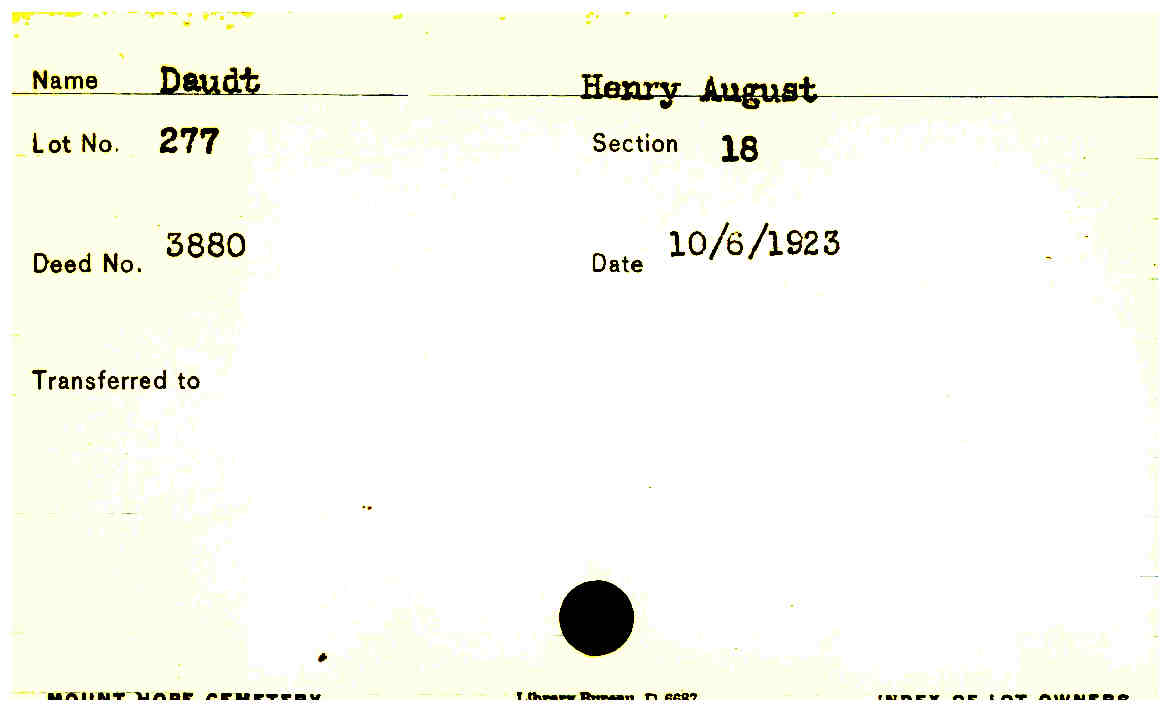 Name Daudt Henry August
Lot No. 277 Section 18
Deed No. 3880 Date 10/6/1923
Transferred to
MOUNT HOPE CEMETERY Library Bureau D 6687 INDEX OF LOT OWNERS